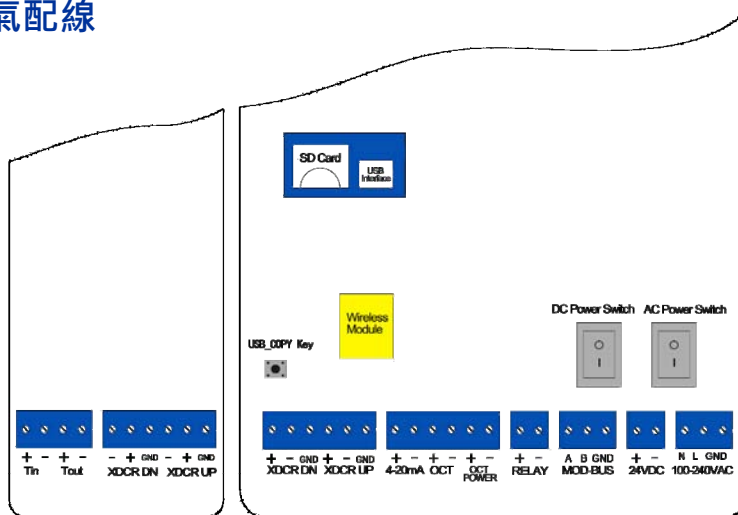 氣配線
SD Card
USB
Interface
Wireless
Module
DC Power Switch AC Power Switch
USB_COPY Key
+ - + -
Tin Tout
- + GND - + GND
XDCR DN XDCR UP
+ - GND + - GND
XDCR DN XDCR UP
+ - + - + -
4-20mA OCT OCT
POWER
+ -
RELAY
A B GND
MOD-BUS
+ -
24VDC
N L GND
100-240VAC